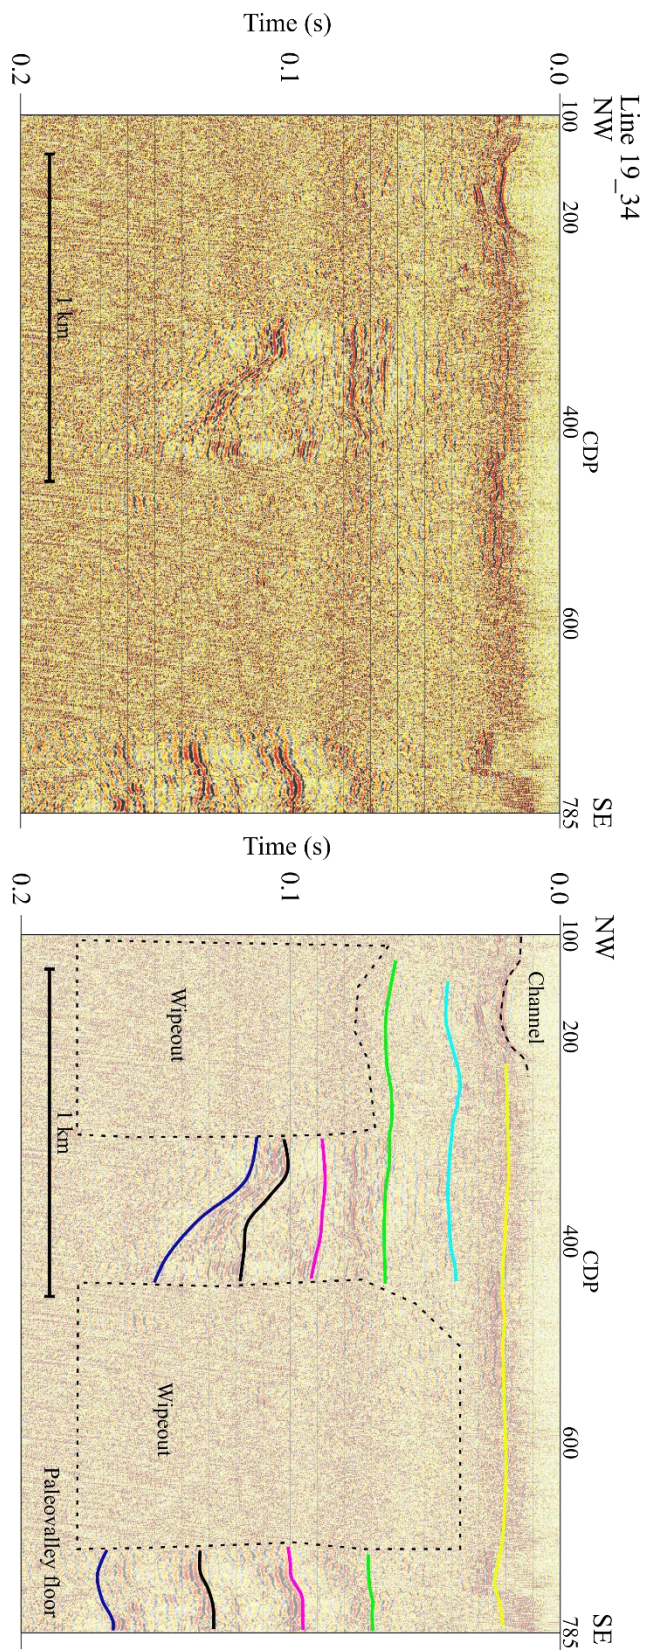 Line 19_34
NW
CDP
SE
100
200
400
600
785
0.0
0.1
0.2
Time (s)
1 km
NW
CDP
SE
100
200
400
600
785
0.0
0.1
0.2
Time (s)
Channel
Wipeout
Wipeout
1 km
Paleovalley floor